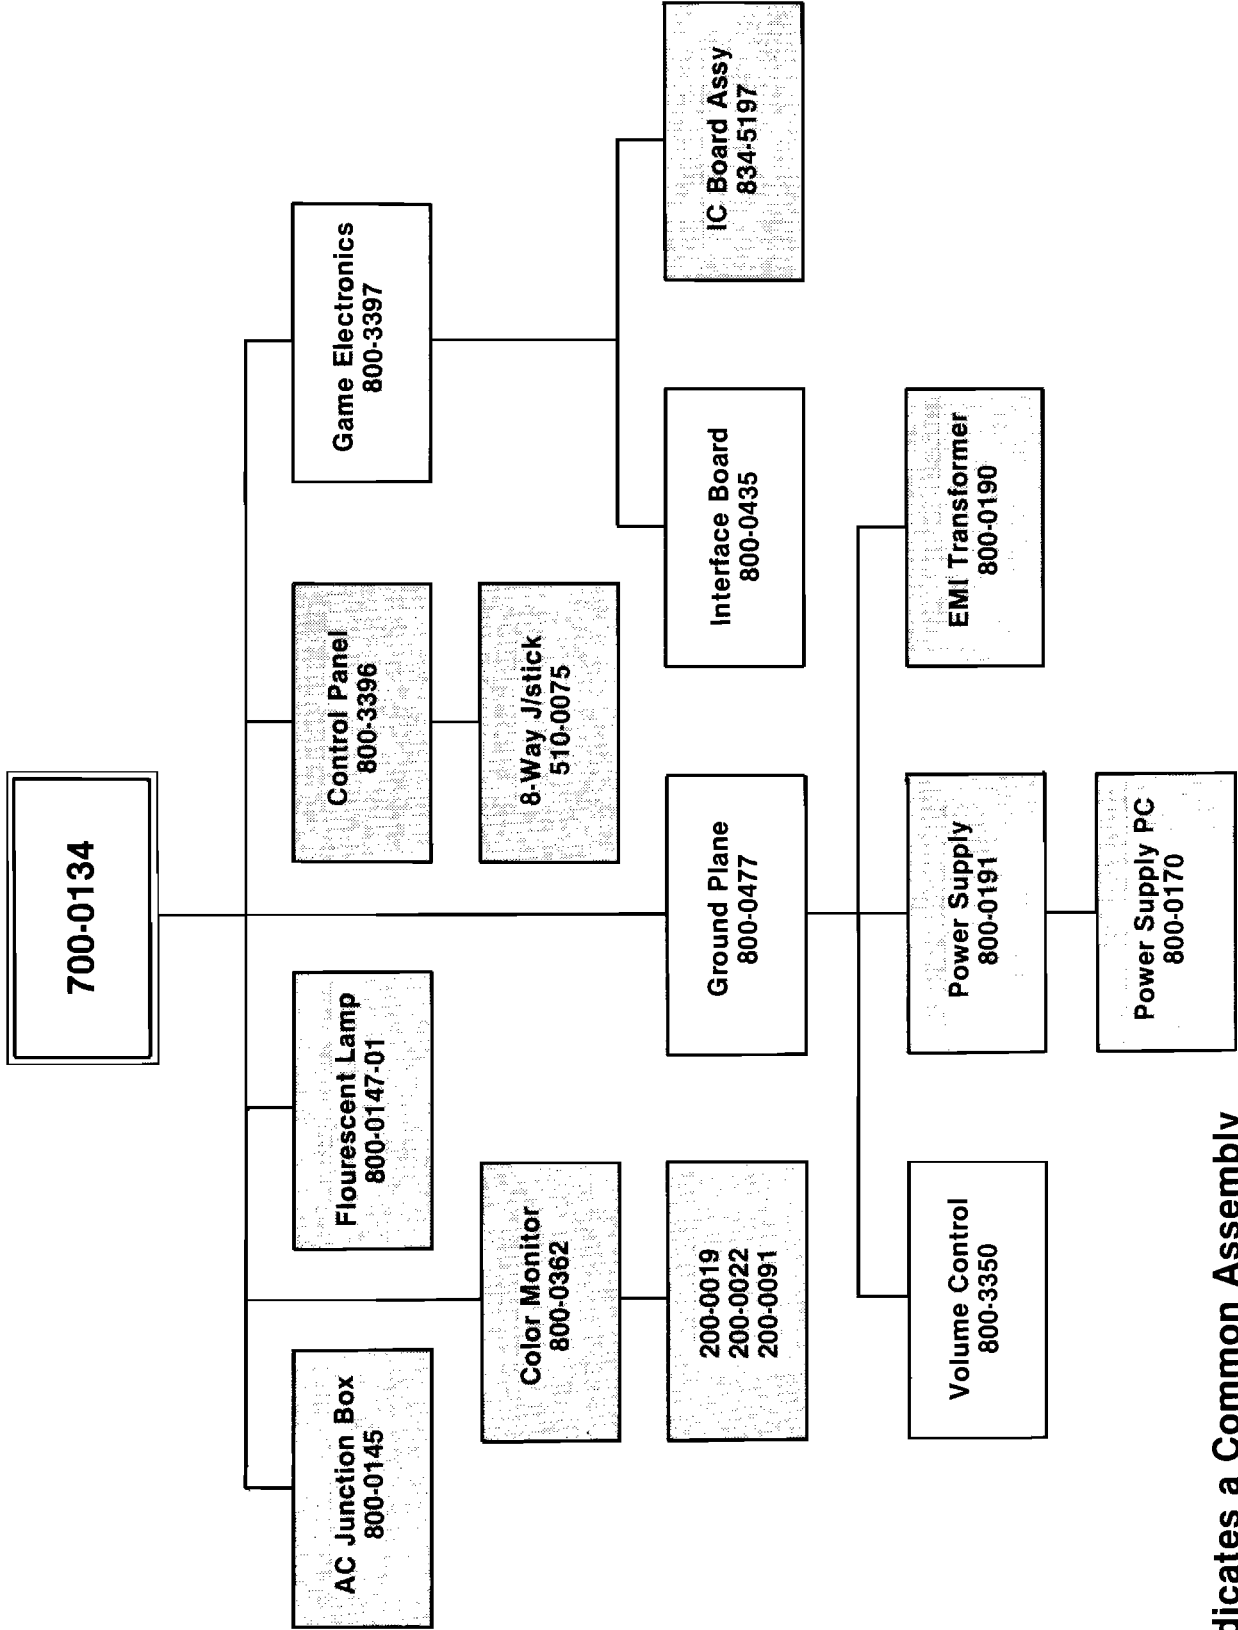 700-0134
AC Junction Box
800-0145
Flourescent Lamp
800-0147-01
Control Panel
800-3396
Game Electronics
800-3397
Color Monitor
800-0362
8-Way J/stick
510-0075
200-0019
200-0022
200-0091
Ground Plane
800-0477
Interface Board
800-0435
IC Board Assy
834-5197
Volume Control
800-3350
Power Supply
800-0191
EMI Transformer
800-0190
Power Supply PC
800-0170
dicates a Common Assembly